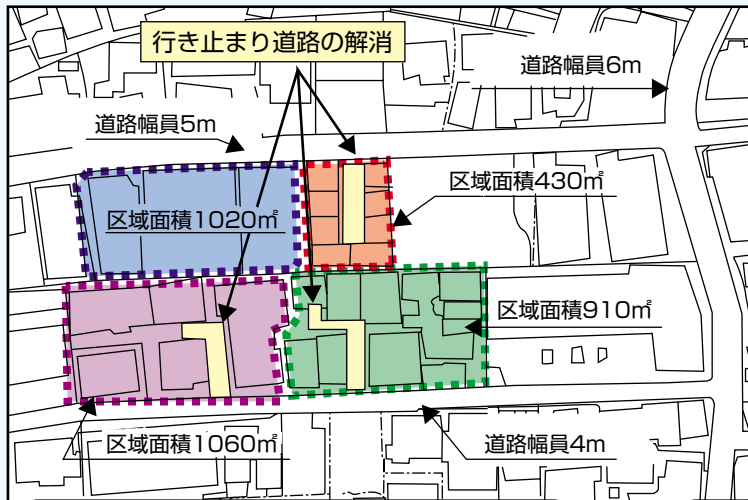 行き止まり道路の解消
道路幅員6m
道路幅員5m
区域面積430㎡
区域面積1020㎡
区域面積910㎡
区域面積1060㎡
道路幅員4m